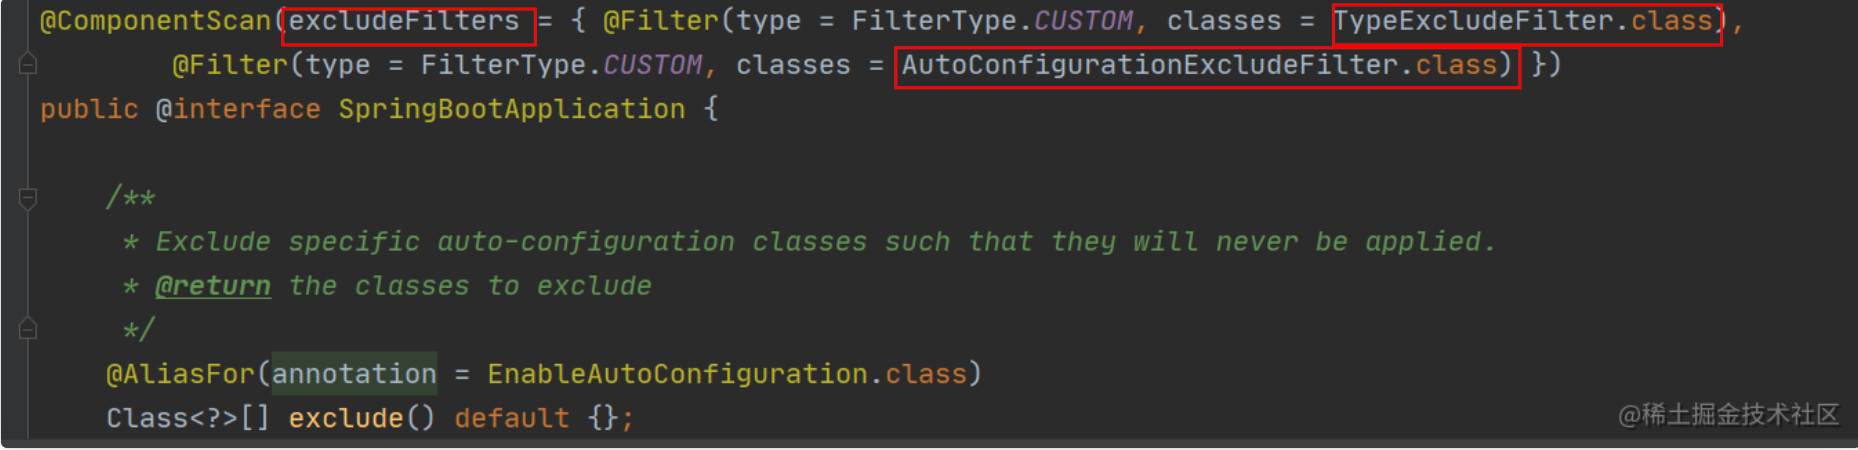 @ComponentScan(excludeFilters = { @Filter(type = FilterType.CUSTOM, classes = TypeExcludeFilter.class),
@Filter(type = FilterType.CUSTOM, classes = AutoConfigurationExcludeFilter.class) })
public @interface SpringBootApplication {
/**
* Exclude specific auto-configuration classes such that they will never be applied.
* @return the classes to exclude
*/
@AliasFor(annotation = EnableAutoConfiguration.class)
Class<?>[] exclude() default {};
@稀土掘金技术社区